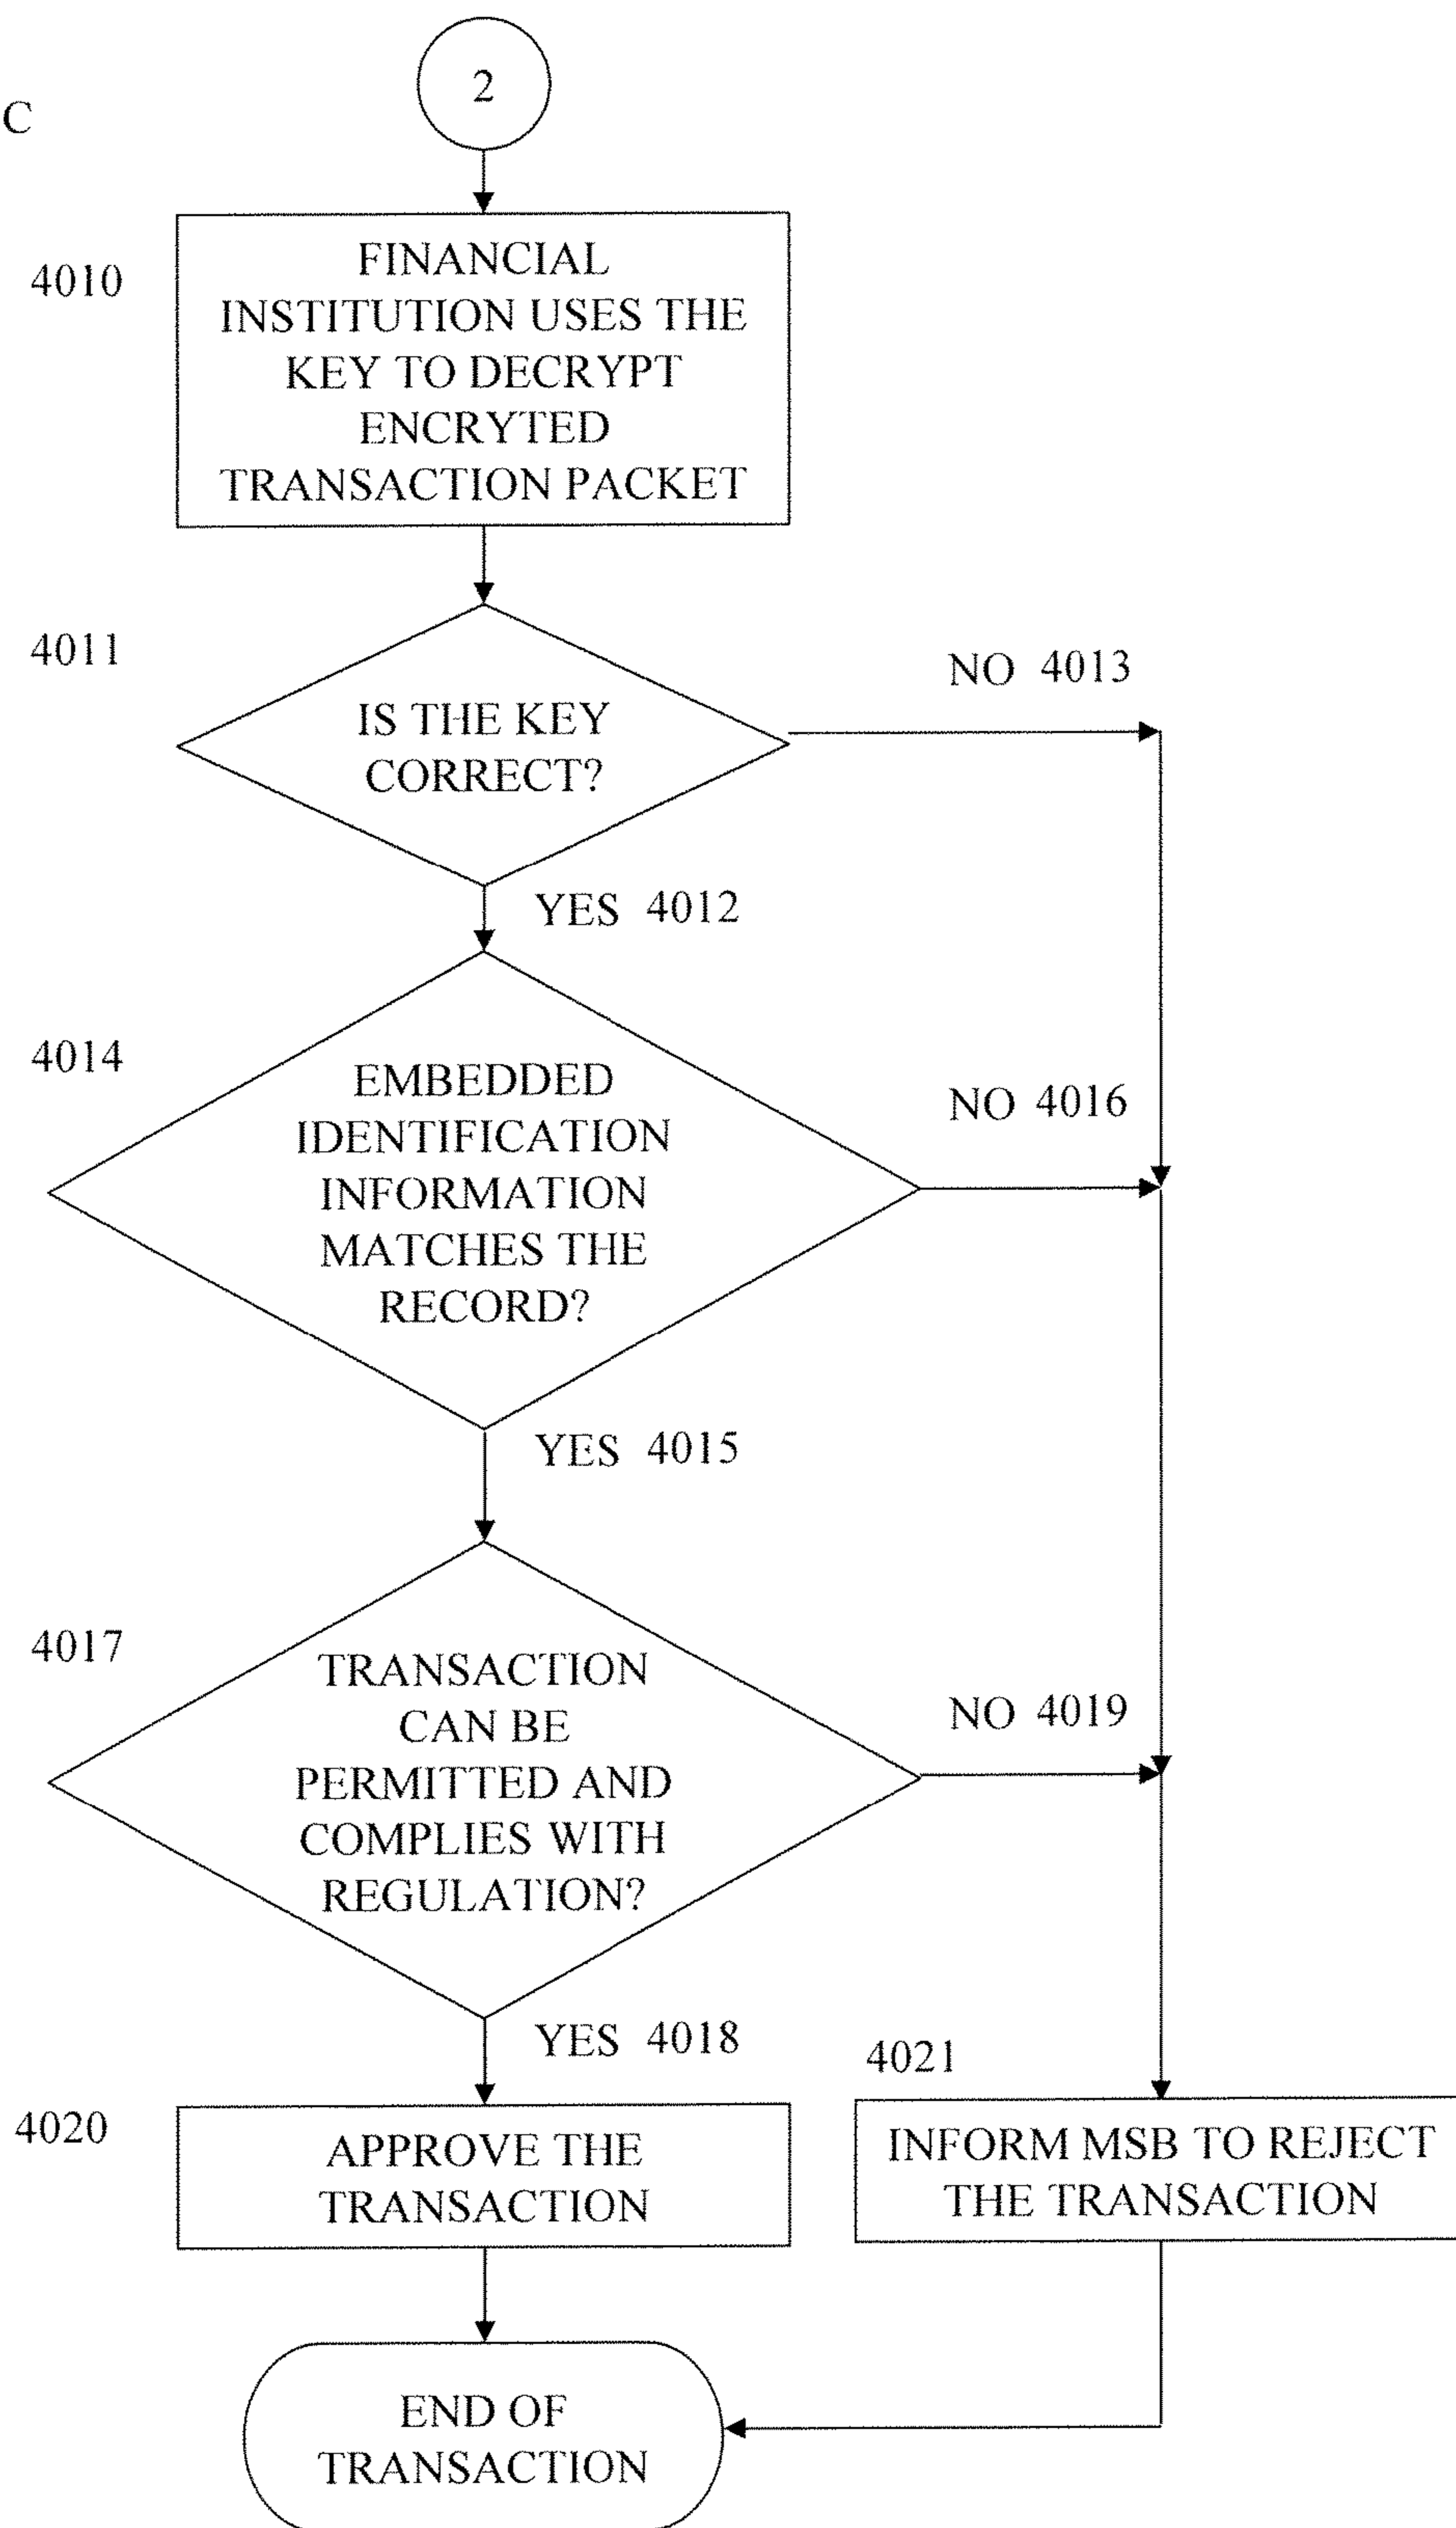 2
C
4010
FINANCIAL
INSTITUTION USES THE
KEY TO DECRYPT
ENCRYTED
TRANSACTION PACKET
4011
IS THE KEY
CORRECT?
NO 4013
YES 4012
4014
EMBEDDED
IDENTIFICATION
INFORMATION
MATCHES THE
RECORD?
NO 4016
YES 4015
4017
TRANSACTION
CAN BE
PERMITTED AND
COMPLIES WITH
REGULATION?
NO 4019
YES 4018
4020
APPROVE THE
TRANSACTION
4021
INFORM MSB TO REJECT
THE TRANSACTION
END OF
TRANSACTION